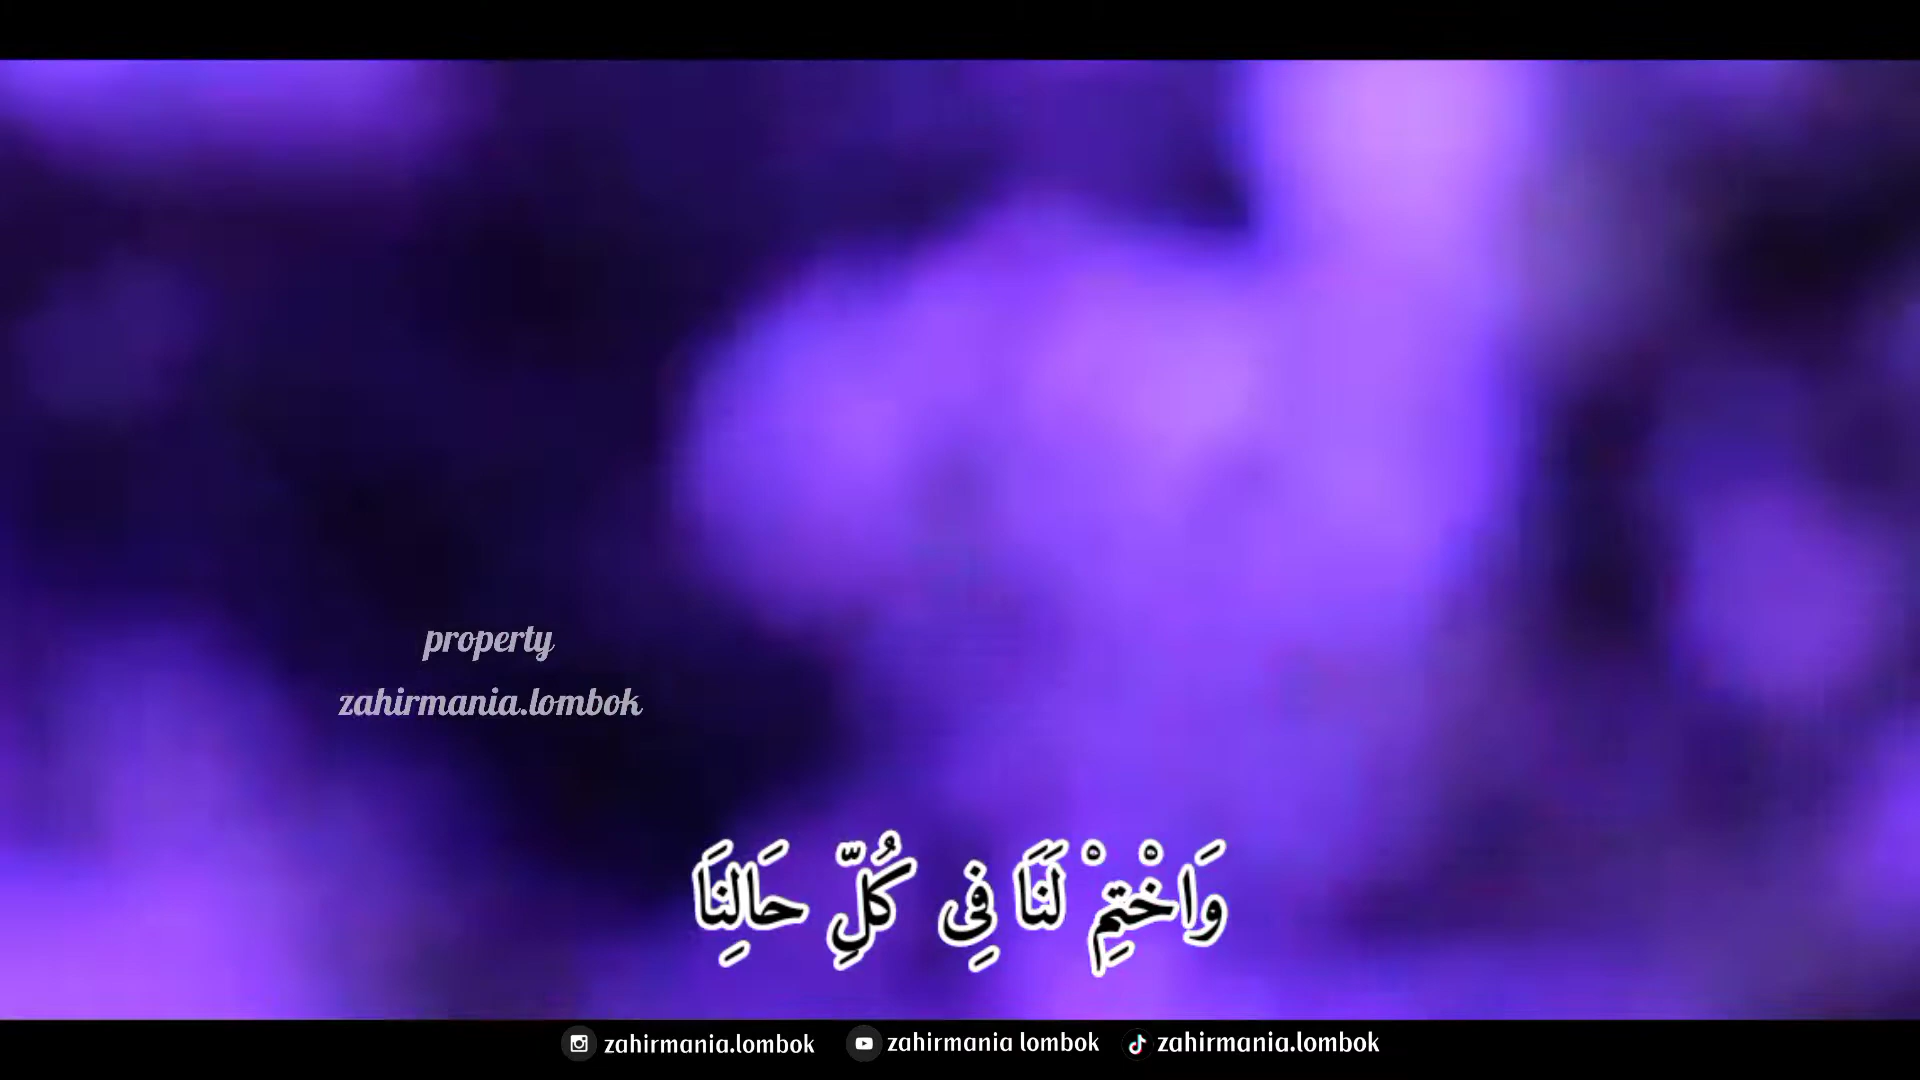 property
zahirmania.lombok
وَاخْتِمْ لَنَا فِى كُلِّ حَالِنَا
zahirmania.lombok zahirmania lombok zahirmania.lombok